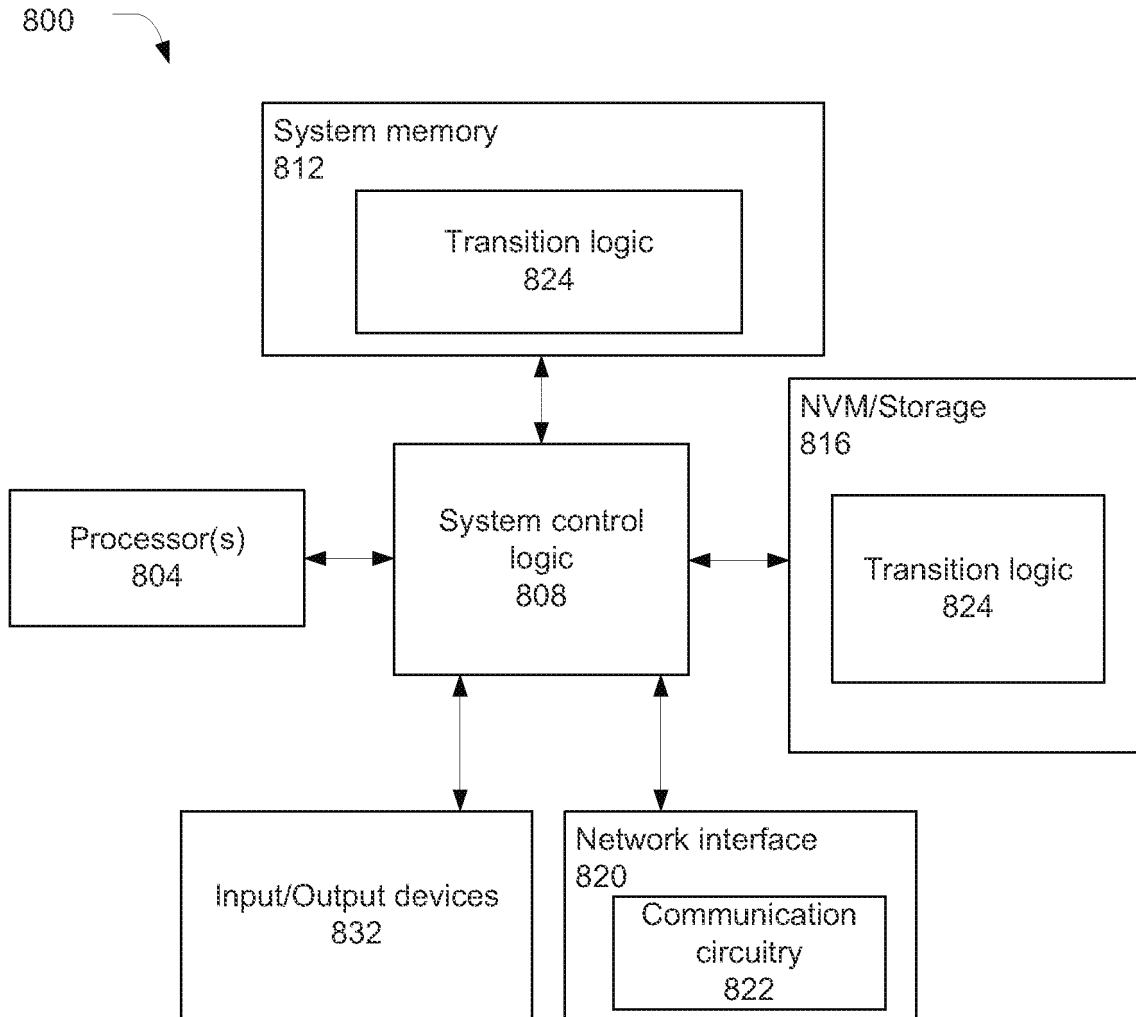 800
System memory
812
Transition logic
824
NVM/Storage
816
Transition logic
824
System control
logic
808
Processor(s)
804
Input/Output devices
832
Network interface
820
Communication
circuitry
822